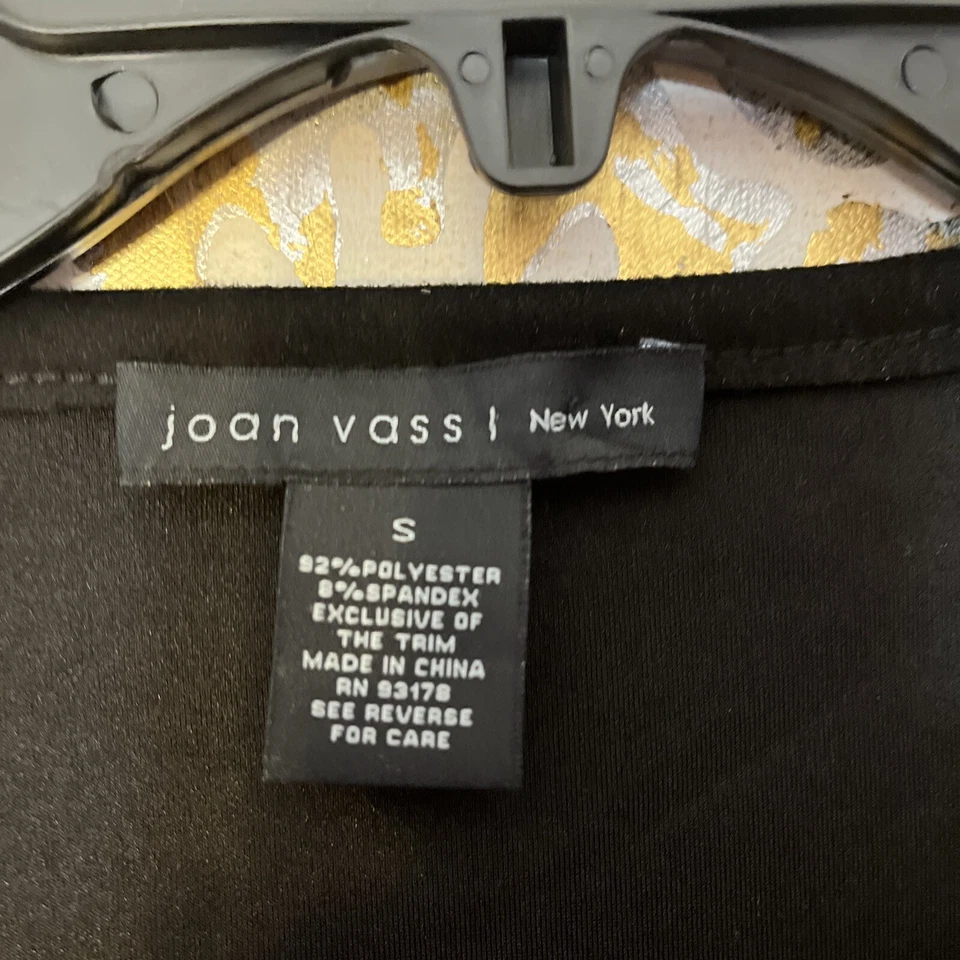 joan vass | New York
S
92%POLYESTER
8%SPANDEX
EXCLUSIVE OF
THE TRIM
MADE IN CHINA
RN 93178
SEE REVERSE
FOR CARE